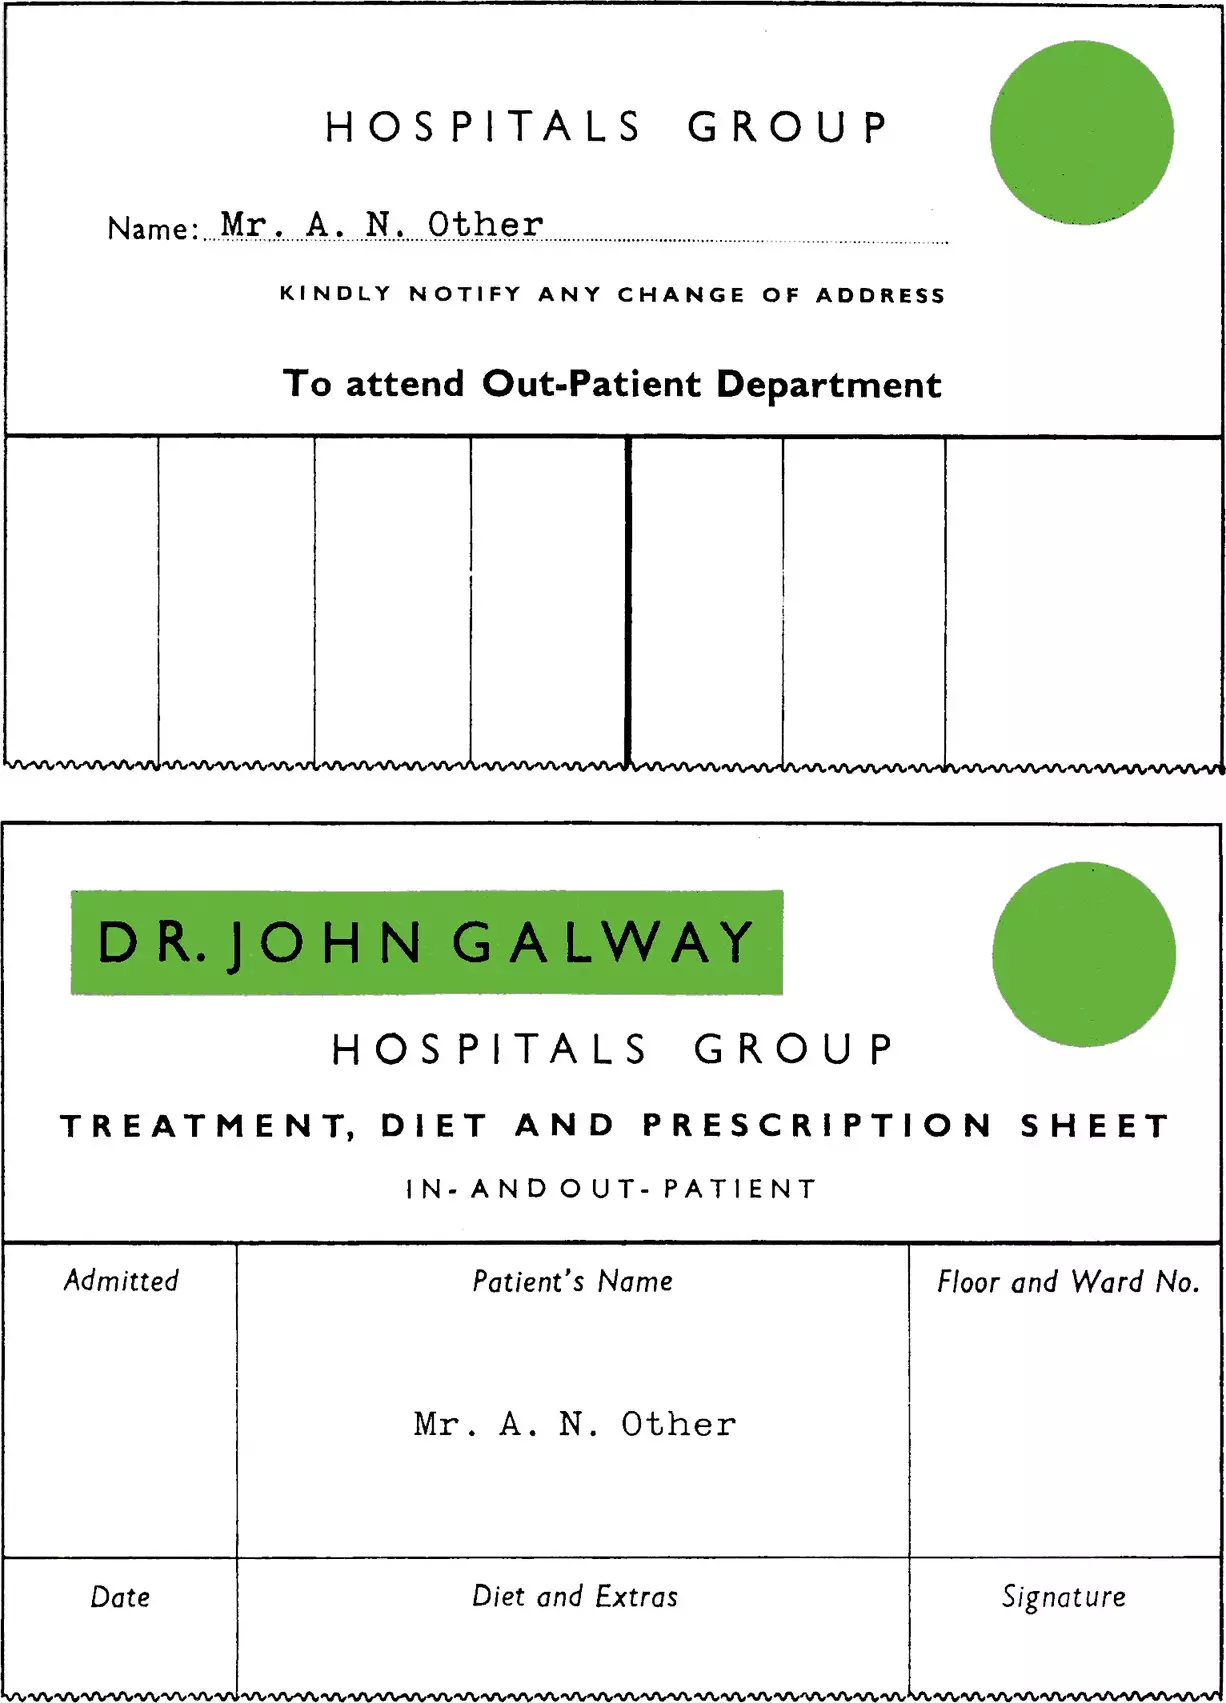 HOSPITALS GROUP
Name: Mr. A. N. Other
KINDLY NOTIFY ANY CHANGE OF ADDRESS
To attend Out-Patient Department
DR. JOHN GALWAY
HOSPITALS GROUP
TREATMENT, DIET AND PRESCRIPTION SHEET
IN- AND OUT- PATIENT
Admitted Patient's Name Floor and Ward No.
Mr. A. N. Other
Date Diet and Extras Signature